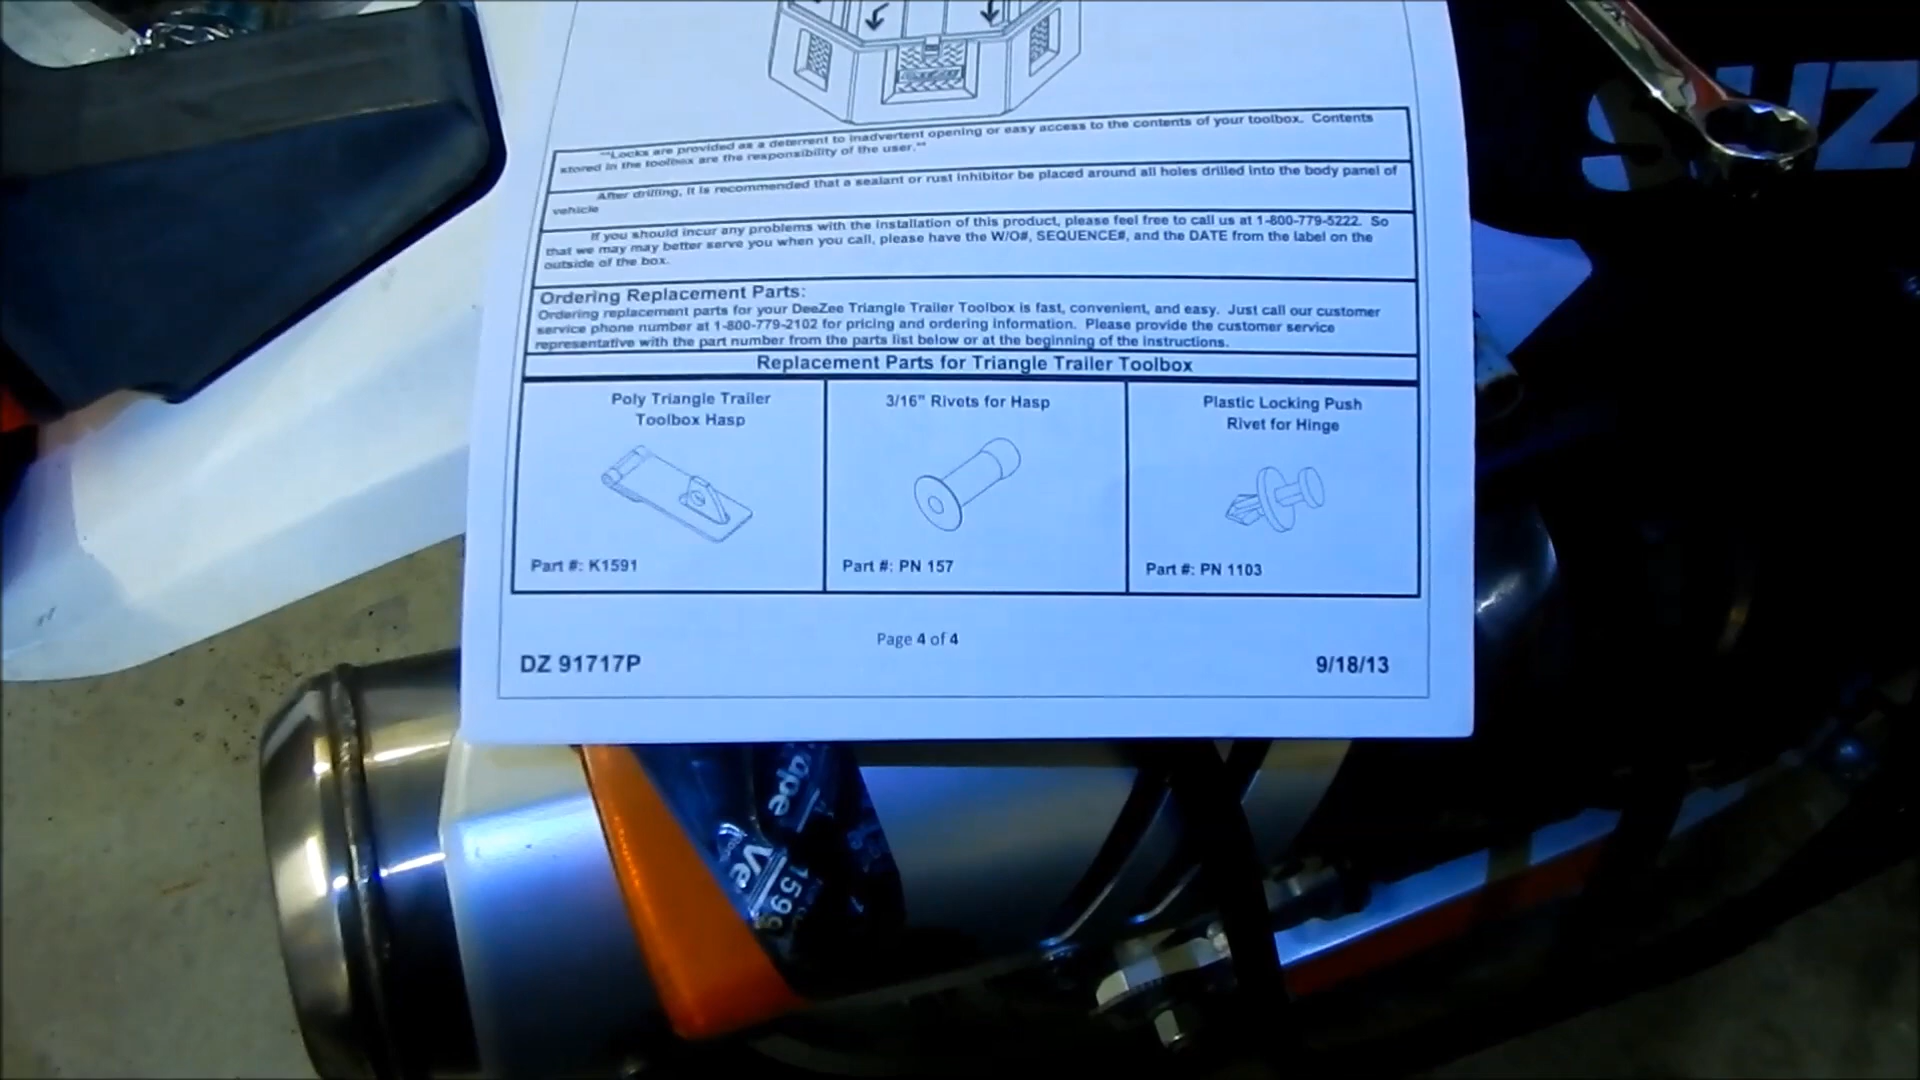 "Locks are provided as a deterrent to inadvertent opening or easy access to the contents of your toolbox. Contents
stored in the toolbox are the responsibility of the user."
After drilling, it is recommended that a sealant or rust inhibitor be placed around all holes drilled into the body panel of
vehicle
If you should incur any problems with the installation of this product, please feel free to call us at 1-800-779-5222. So
that we may may better serve you when you call, please have the W/O#, SEQUENCE#, and the DATE from the label on the
outside of the box.
Ordering Replacement Parts:
Ordering replacement parts for your DeeZee Triangle Trailer Toolbox is fast, convenient, and easy. Just call our customer
service phone number at 1-800-779-2102 for pricing and ordering information. Please provide the customer service
representative with the part number from the parts list below or at the beginning of the instructions.
Replacement Parts for Triangle Trailer Toolbox
Poly Triangle Trailer
Toolbox Hasp
Part #: K1591
3/16" Rivets for Hasp
Part #: PN 157
Plastic Locking Push
Rivet for Hinge
Part #: PN 1103
Page 4 of 4
DZ 91717P
9/18/13
SUZ
ape
Ve
1599